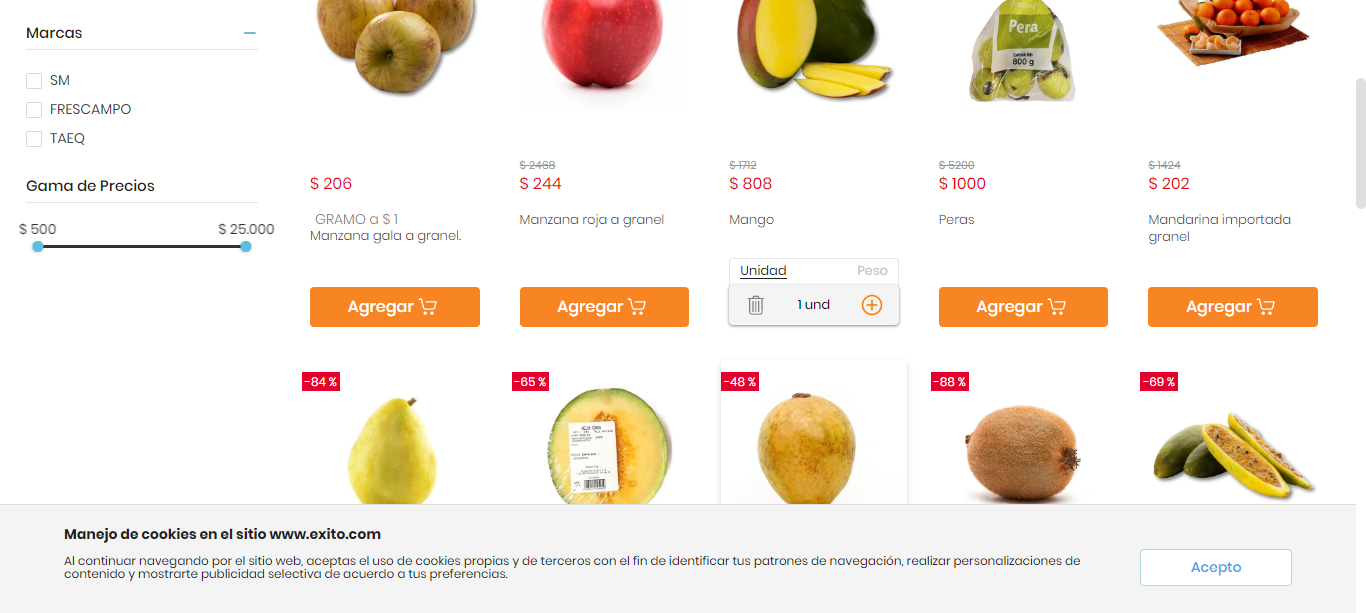 Marcas
SM
FRESCAMPO
TAEQ
Gama de Precios
$ 500
$ 25.000
Pera
800 g
$ 206
GRAMO a $ 1
Manzana gala a granel.
Agregar
$ 2468
$ 244
Manzana roja a granel
Agregar
$ 1712
$ 808
Mango
Unidad Peso
1 und
$ 5200
$ 1000
Peras
Agregar
$ 1424
$ 202
Mandarina importada
granel
Agregar
-84 %
-65 %
-48 %
-88 %
-69 %
Manejo de cookies en el sitio www.exito.com
Al continuar navegando por el sitio web, aceptas el uso de cookies propias y de terceros con el fin de identificar tus patrones de navegación, realizar personalizaciones de
contenido y mostrarte publicidad selectiva de acuerdo a tus preferencias.
Acepto